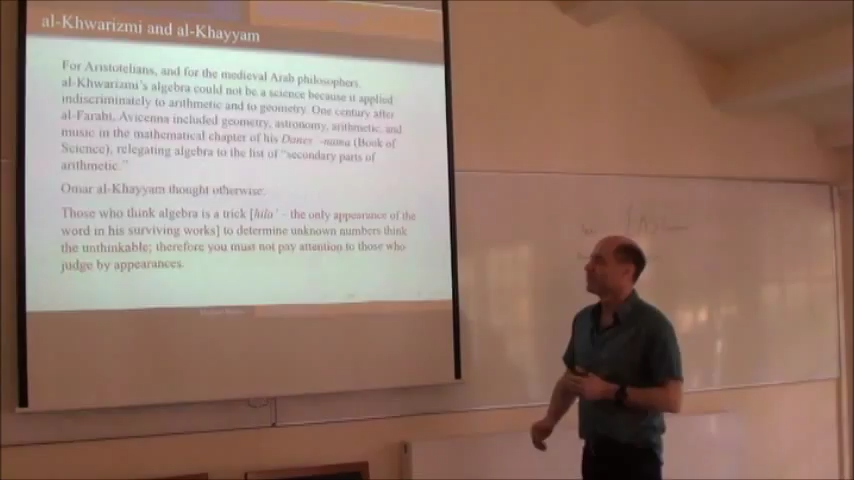 al-Khwarizmi and al-Khayyam
For Aristotelians, and for the medieval Arab philosophers,
al-Khwarizmi's algebra could not be a science because it applied
indiscriminately to arithmetic and to geometry. One century after
al-Farabi, Avicenna included geometry, astronomy, arithmetic, and
music in the mathematical chapter of his Danes -nama (Book of
Science), relegating algebra to the list of “secondary parts of
arithmetic.”
Omar al-Khayyam thought otherwise:
Those who think algebra is a trick [hila' - the only appearance of the
word in his surviving works] to determine unknown numbers think
the unthinkable; therefore you must not pay attention to those who
judge by appearances.